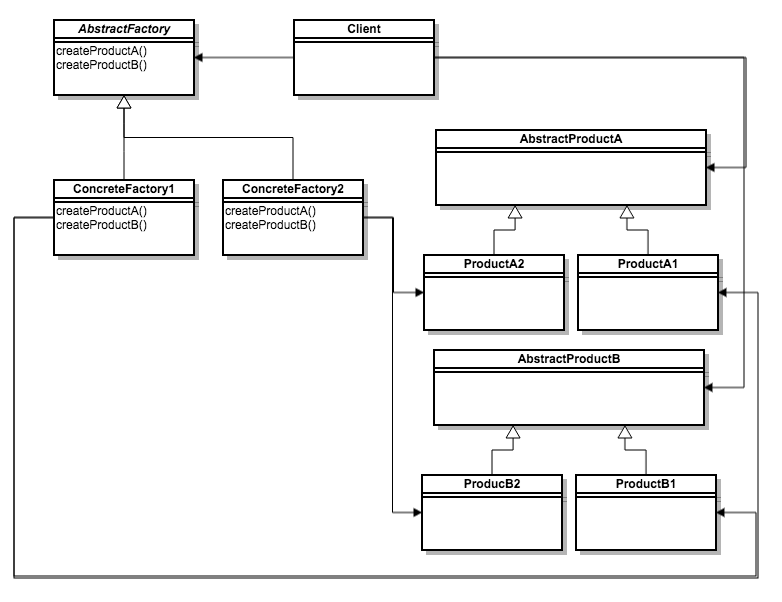 AbstractFactory
createProductA()
createProductB()
Client
AbstractProductA
ConcreteFactory1
createProductA()
createProductB()
ConcreteFactory2
createProductA()
createProductB()
ProductA2
ProductA1
AbstractProductB
ProducB2
ProductB1